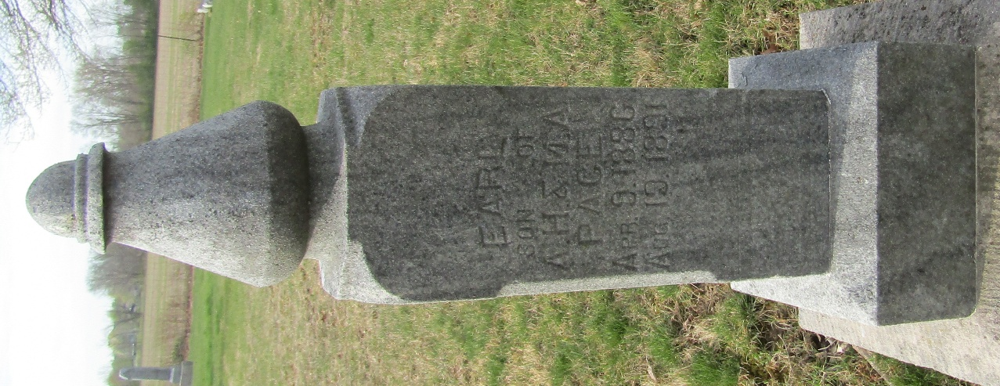 EARL
SON OF
A.H. & M.A.
PAGE
APR. 9. 1886
AUG. 19. 1891